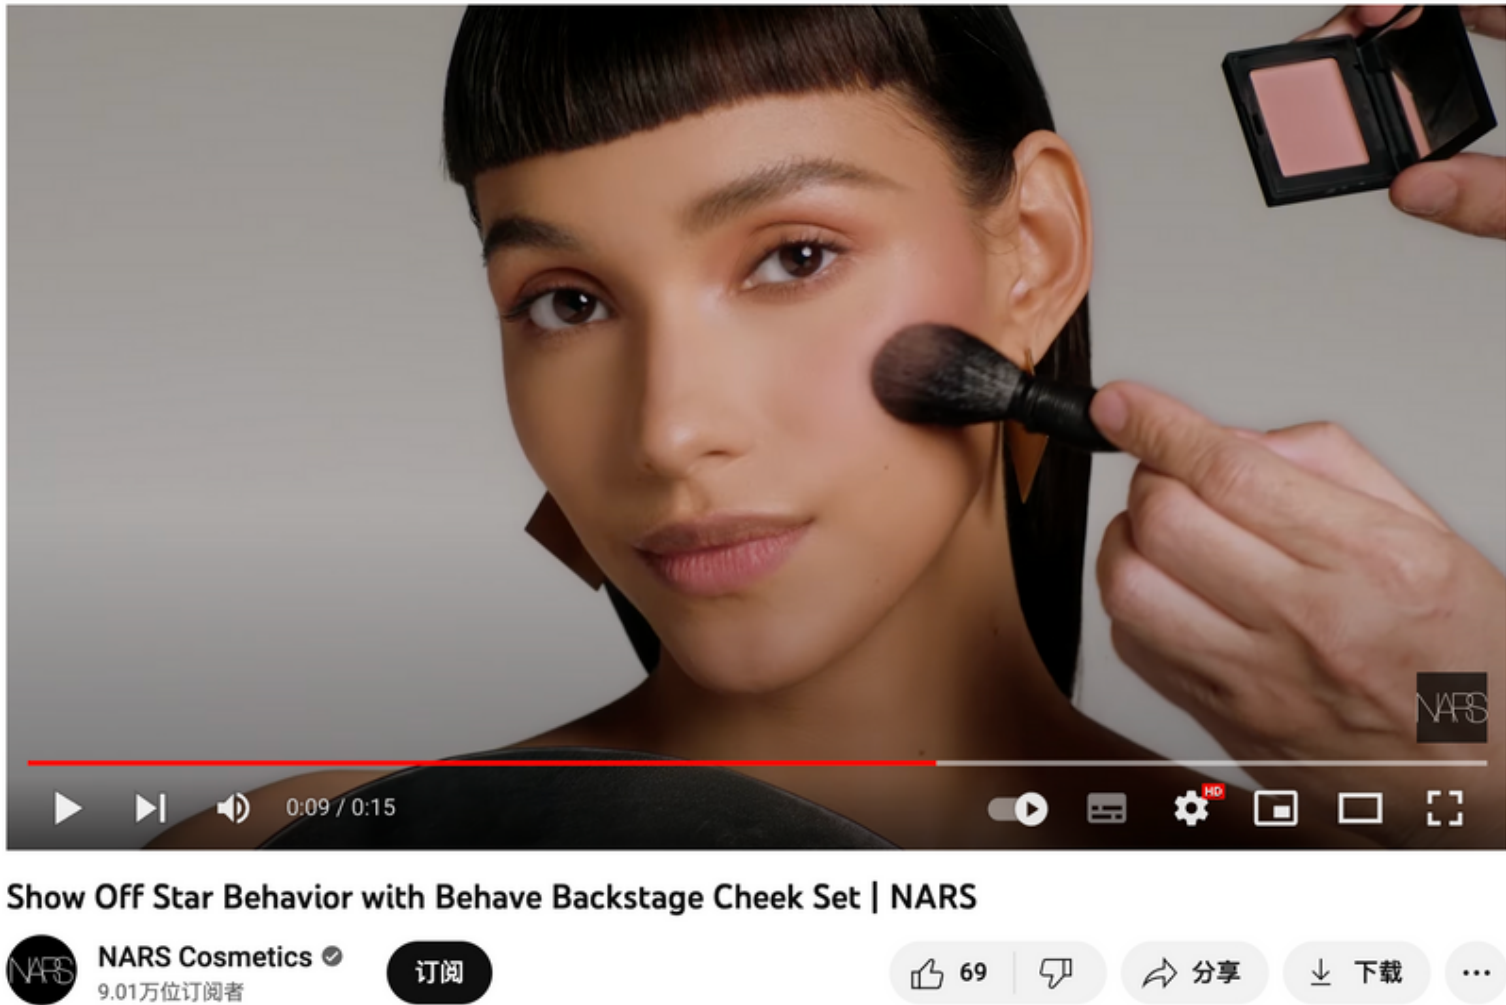 NARS
0:09 / 0:15
HD
Show Off Star Behavior with Behave Backstage Cheek Set | NARS
NARS
NARS Cosmetics
9.01万位订阅者
订阅
69
分享
下载